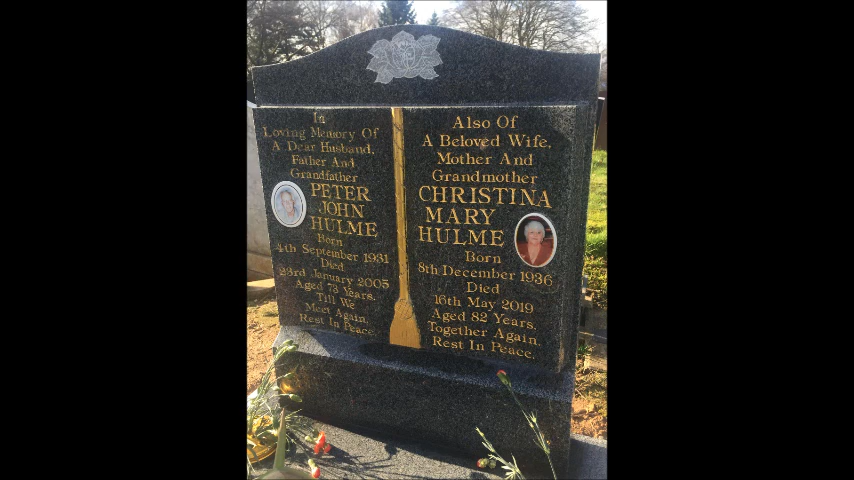 In
Loving Memory Of
A Dear Husband,
Father And
Grandfather
PETER
JOHN
HULME
Born
4th September 1931
Died
23rd January 2005
Aged 73 Years.
Till We
Meet Again,
Rest In Peace.
Also Of
A Beloved Wife,
Mother And
Grandmother
CHRISTINA
MARY
HULME
Born
8th December 1936
Died
16th May 2019
Aged 82 Years,
Together Again,
Rest In Peace.